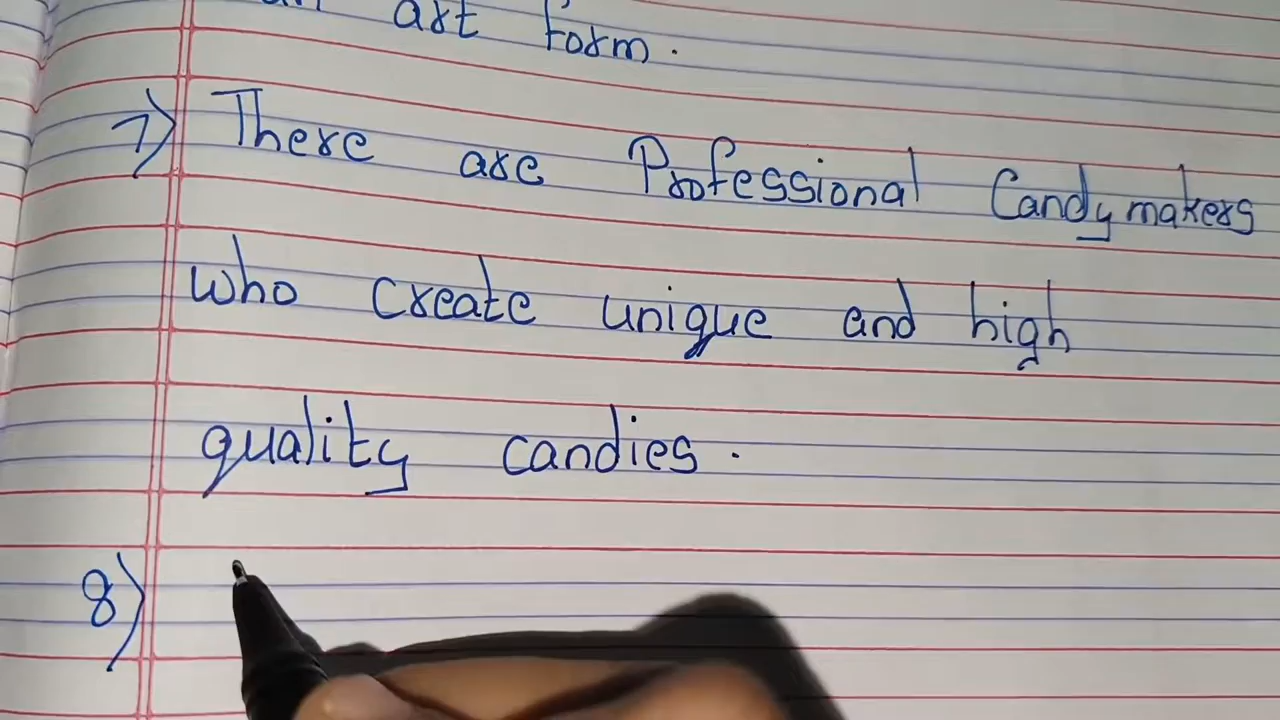 art form.
7) There are Professional Candymakers
who create unique and high
quality candies.
8)